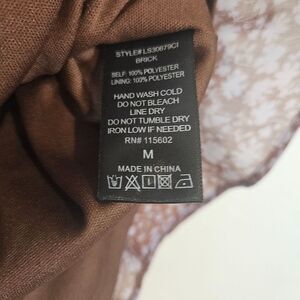 STYLE# LS30679CI
BRICK
SELF: 100% POLYESTER
LINING: 100% POLYESTER
HAND WASH COLD
DO NOT BLEACH
LINE DRY
DO NOT TUMBLE DRY
IRON LOW IF NEEDED
RN# 115602
M
MADE IN CHINA